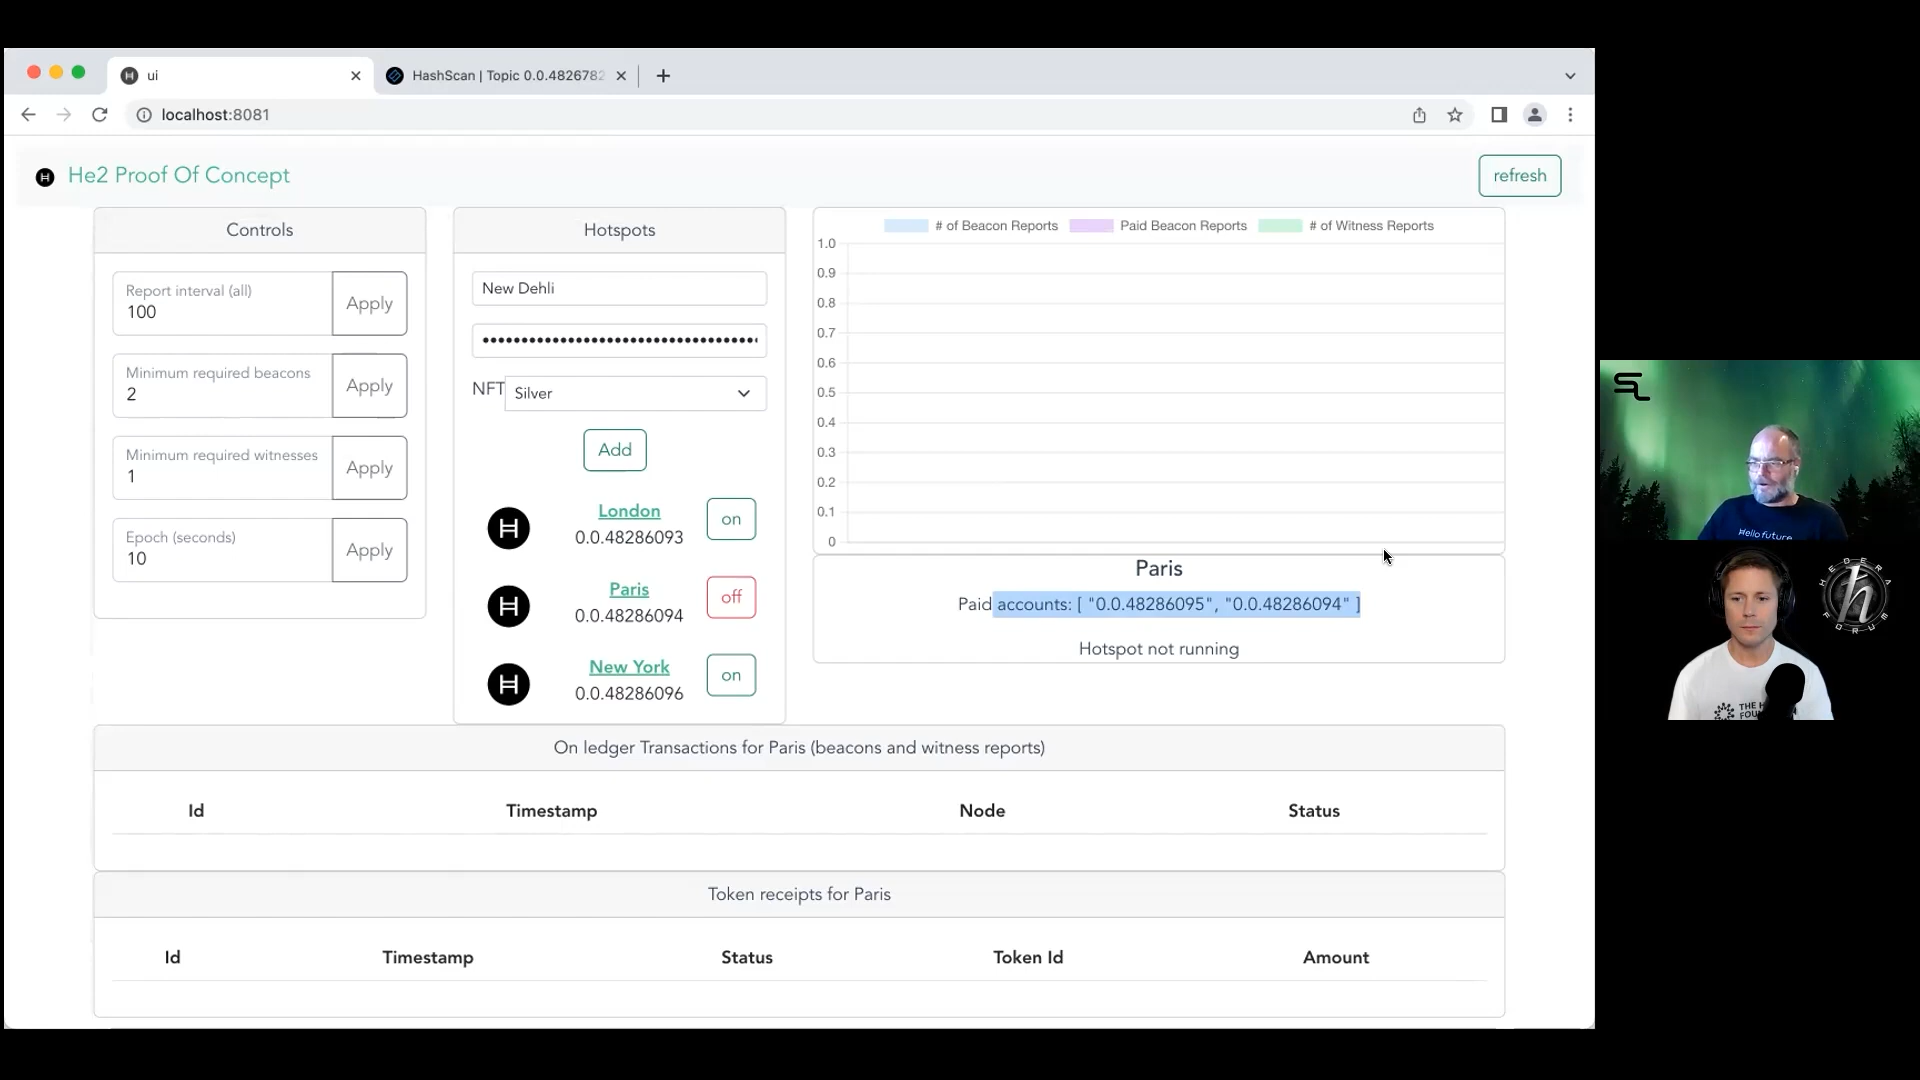 ui
HashScan | Topic 0.0.4826782
localhost:8081
He2 Proof Of Concept
refresh
Controls
Report interval (all)
100
Apply
Minimum required beacons
2
Apply
Minimum required witnesses
1
Apply
Epoch (seconds)
10
Apply
Hotspots
New Dehli
NFT
Silver
Add
London
0.0.48286093
on
Paris
0.0.48286094
off
New York
0.0.48286096
on
# of Beacon Reports
Paid Beacon Reports
# of Witness Reports
1.0
0.9
0.8
0.7
0.6
0.5
0.4
0.3
0.2
0.1
0
Paris
Paid accounts: [ "0.0.48286095", "0.0.48286094" ]
Hotspot not running
On ledger Transactions for Paris (beacons and witness reports)
Id Timestamp Node Status
Token receipts for Paris
Id Timestamp Status Token Id Amount
Hello future
HEDERA
FORUM
THE H
FOU